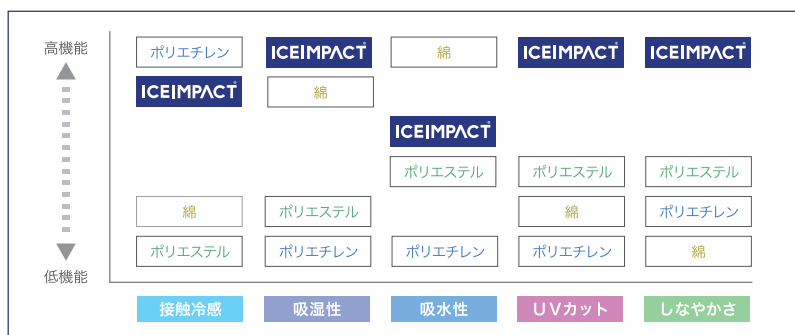 高機能
ポリエチレン ICEIMPACT® 綿 ICEIMPACT® ICEIMPACT®
ICEIMPACT® 綿
ICEIMPACT®
ポリエステル ポリエステル ポリエステル
綿 ポリエステル 綿 ポリエチレン
ポリエステル ポリエチレン ポリエチレン ポリエチレン 綿
低機能
接触冷感 吸湿性 吸水性 UVカット しなやかさ